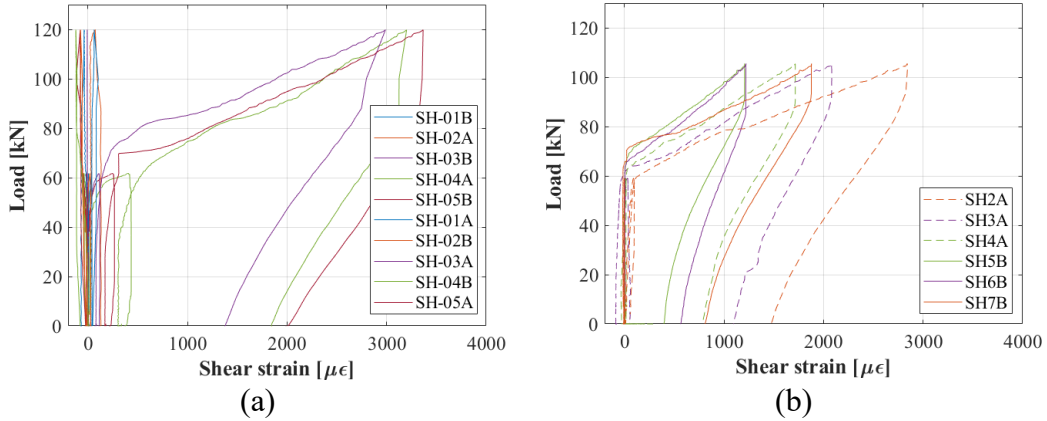 120
100
80
60
40
20
0
Load [kN]
0 1000 2000 3000 4000
Shear strain [με]
SH-01B
SH-02A
SH-03B
SH-04A
SH-05B
SH-01A
SH-02B
SH-03A
SH-04B
SH-05A
(a)
120
100
80
60
40
20
0
Load [kN]
0 1000 2000 3000 4000
Shear strain [με]
SH2A
SH3A
SH4A
SH5B
SH6B
SH7B
(b)